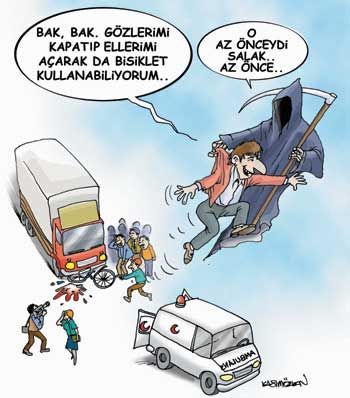 BAK, BAK. GÖZLERİMİ
KAPATIP ELLERİMİ
AÇARAK DA BİSİKLET
KULLANABİLİYORUM..
O
AZ ÖNCEYDİ
SALAK..
AZ ÖNCE..